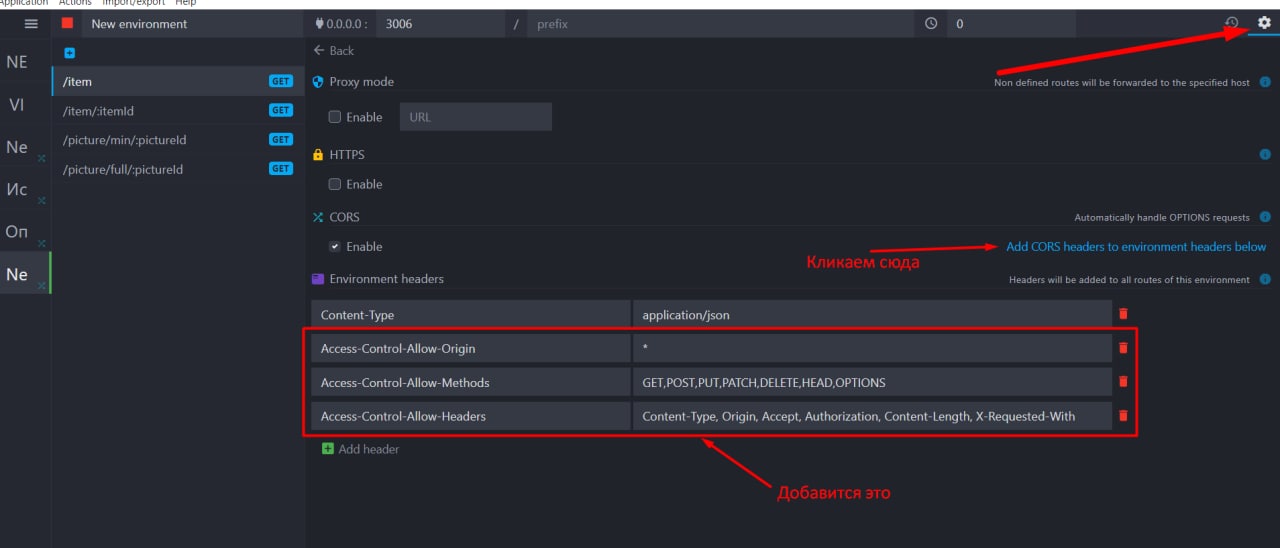 Application Actions Import/export Help
New environment 0.0.0.0 : 3006 / prefix 0
NE
VI
Ne
Ис
Оп
Ne
/item GET
/item/:itemId GET
/picture/min/:pictureId GET
/picture/full/:pictureId GET
Back
Proxy mode Non defined routes will be forwarded to the specified host
Enable URL
HTTPS
Enable
CORS Automatically handle OPTIONS requests
Enable Add CORS headers to environment headers below
Кликаем сюда
Environment headers Headers will be added to all routes of this environment
Content-Type application/json
Access-Control-Allow-Origin *
Access-Control-Allow-Methods GET,POST,PUT,PATCH,DELETE,HEAD,OPTIONS
Access-Control-Allow-Headers Content-Type, Origin, Accept, Authorization, Content-Length, X-Requested-With
Add header
Добавится это